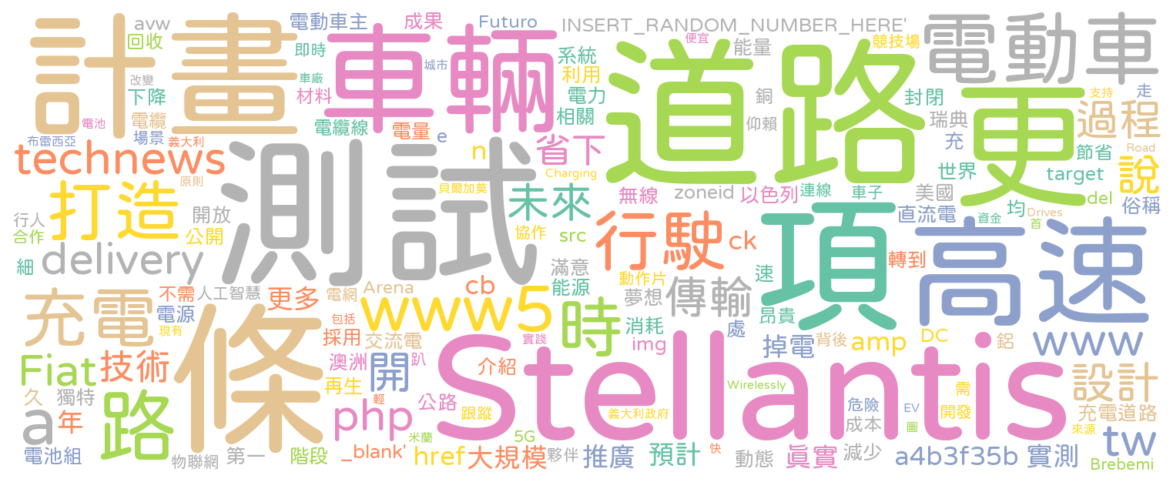 avw 電動車主 成果 Futuro INSERT_RANDOM_NUMBER_HERE' 電動車
回收 即時 城市 系統 便宜 能量 競技場
計畫 車輛 道路 更
改變 車廠 利用 支持 走
下降 材料 電力 銅 封閉 瑞典 過程
電池 電纜 場景 電纜線 電量 e 相關 仰賴 充 節省 Road
布雷西亞 義大利 n 省下 Charging 世界 target 說
technews 測試 原則 貝爾加莫 未來 無線 zoneid 以色列 連線 車子 美國 均 del 俗稱
打造 行人 開放 項 直流電 資金 Drives 首
合作 公開 協作 src 行駛 ck 高速
細 delivery 滿意 速 轉到
充電 不需 人工智慧 更多 電網 Arena cb 能源 動作片 傳輸 夢想 昂貴
電源 現有 包括 www5 時 實踐 消耗 處 www
條 採用 交流電 Stellantis img 掉電 背後 amp DC 鋁
Fiat 技術 澳洲 趴 介紹 設計
久 獨特 再生 開 輕 Wirelessly 需
a 年 路 php 公路 跟蹤 義大利政府 危險 EV 開發 充電道路
米蘭 5G 成本 快 圖 來源 tw
電池組 物聯網 第一 階段 _blank' href 大規模 夥伴 推廣 預計 動態 真實 減少 a4b3f35b 實測 Brebemi